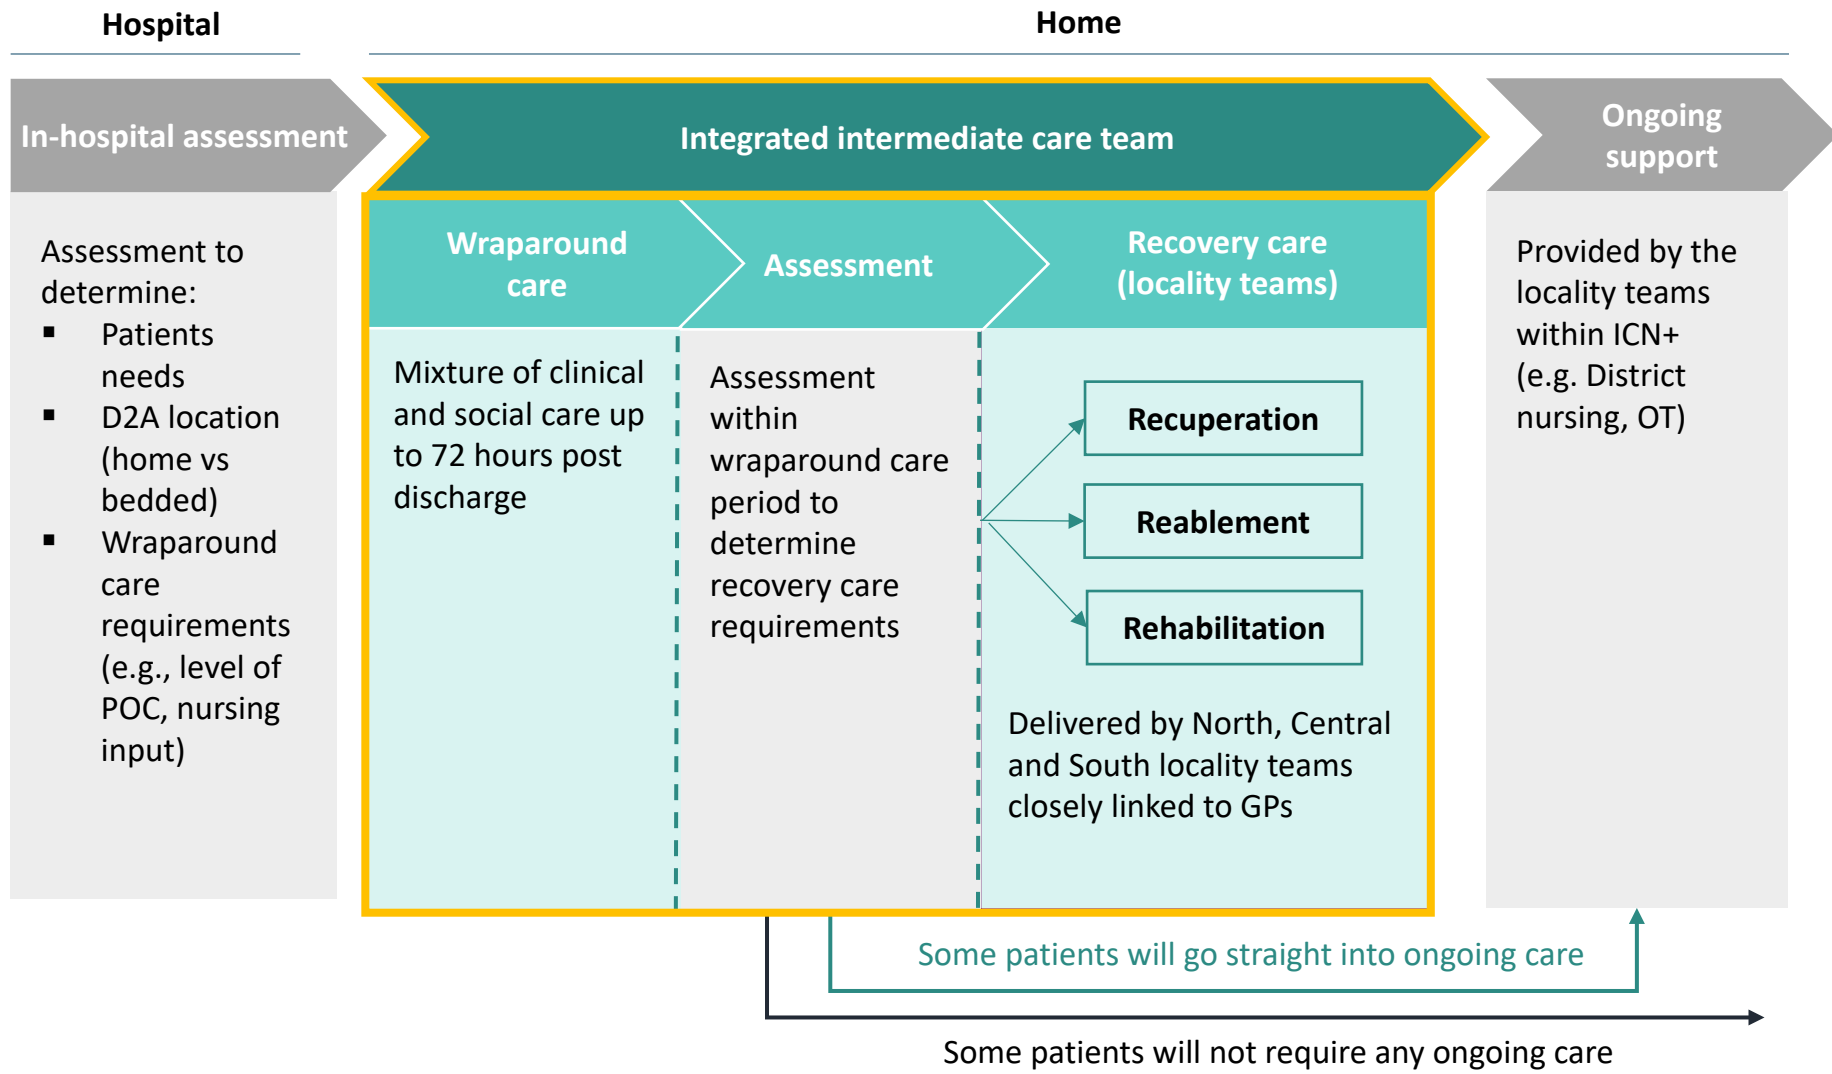 Hospital
Home
In-hospital assessment
Integrated intermediate care team
Ongoing
support
Assessment to
determine:
▪ Patients
needs
▪ D2A location
(home vs
bedded)
▪ Wraparound
care
requirements
(e.g., level of
POC, nursing
input)
Wraparound
care
Mixture of clinical
and social care up
to 72 hours post
discharge
Assessment
Assessment
within
wraparound care
period to
determine
recovery care
requirements
Recovery care
(locality teams)
Recuperation
Reablement
Rehabilitation
Delivered by North, Central
and South locality teams
closely linked to GPs
Provided by the
locality teams
within ICN+
(e.g. District
nursing, OT)
Some patients will go straight into ongoing care
Some patients will not require any ongoing care